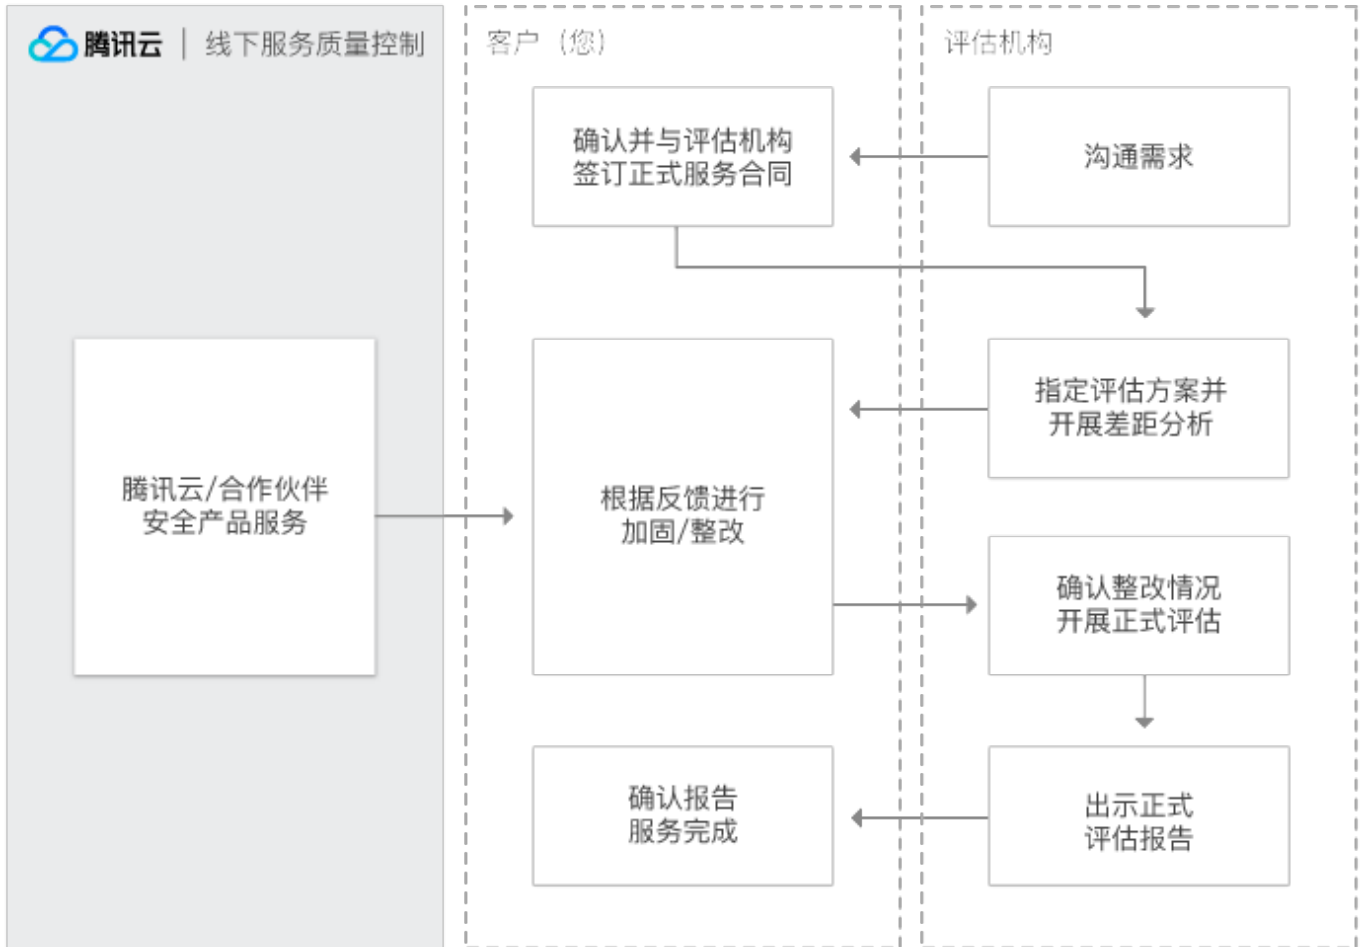 腾讯云 | 线下服务质量控制
客户（您）
评估机构
确认并与评估机构
签订正式服务合同
沟通需求
指定评估方案并
开展差距分析
腾讯云/合作伙伴
安全产品服务
根据反馈进行
加固/整改
确认整改情况
开展正式评估
确认报告
服务完成
出示正式
评估报告